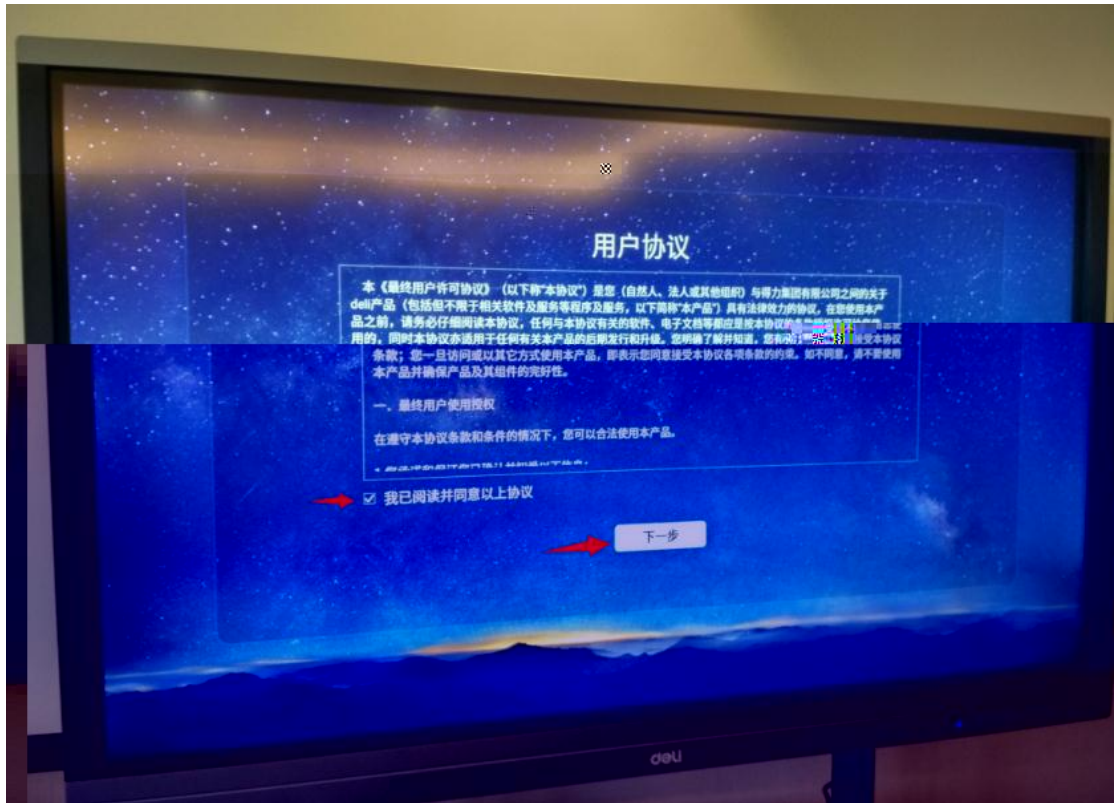 用户协议
本《最终用户许可协议》（以下称“本协议”）是您（自然人、法人或其他组织）与得力集团有限公司之间的关于
deli产品（包括但不限于相关软件及服务等程序及服务，以下简称“本产品”）具有法律效力的协议，在您使用本产
品之前，请务必仔细阅读本协议，任何与本协议有关的软件、电子文档等都应是按本协议的
用的，同时本协议亦适用于任何有关本产品的后期发行和升级。您明确了解并知道，您有
接受本协议
条款；您一旦访问或以其它方式使用本产品，即表示您同意接受本协议各项条款的约束。如不同意，请不要使用
本产品并确保产品及其组件的完好性。
一、最终用户使用授权
在遵守本协议条款和条件的情况下，您可以合法使用本产品。
我已阅读并同意以上协议
下一步
deli